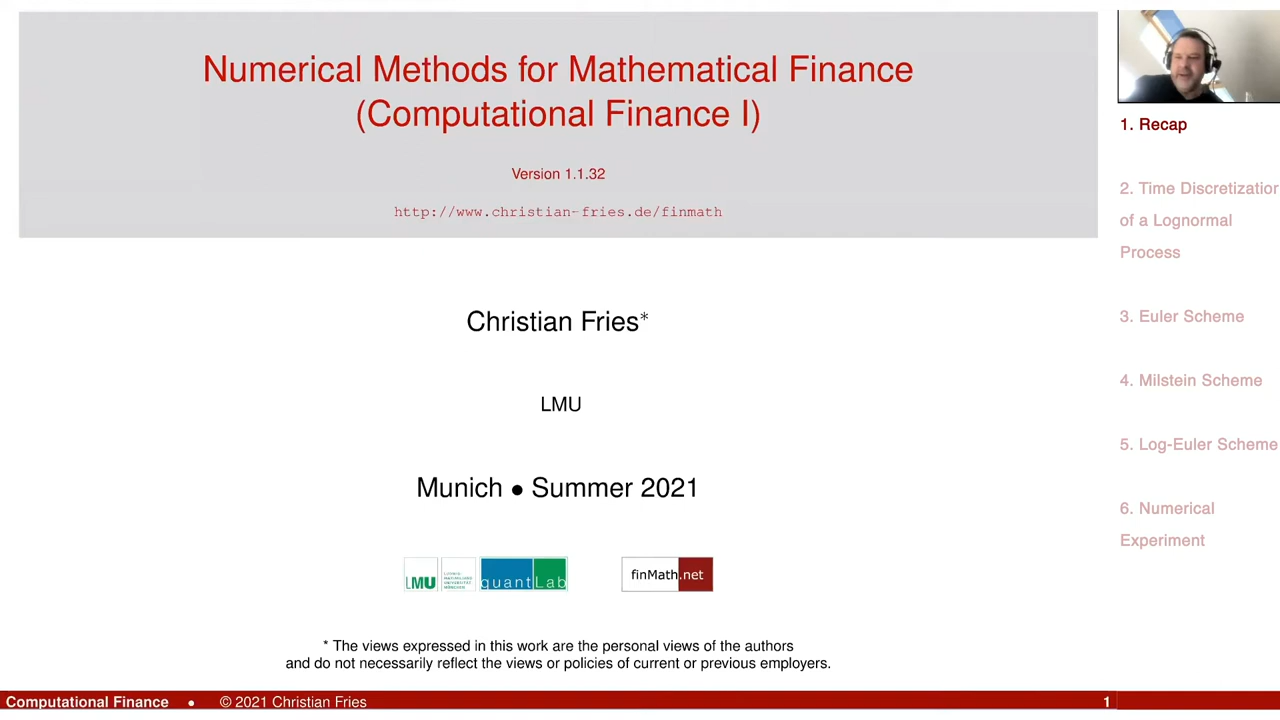 Numerical Methods for Mathematical Finance
(Computational Finance I)
Version 1.1.32
http://www.christian-fries.de/finmath
Christian Fries*
LMU
Munich • Summer 2021
LMU
quantLab
finMath.net
* The views expressed in this work are the personal views of the authors
and do not necessarily reflect the views or policies of current or previous employers.
Computational Finance • © 2021 Christian Fries 1
1. Recap
2. Time Discretization
of a Lognormal
Process
3. Euler Scheme
4. Milstein Scheme
5. Log-Euler Scheme
6. Numerical
Experiment